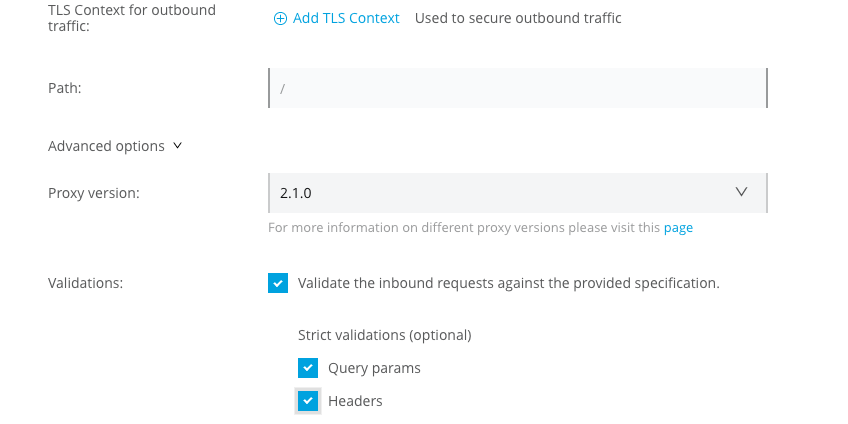 TLS Context for outbound
traffic:
Add TLS Context Used to secure outbound traffic
Path:
/
Advanced options
Proxy version:
2.1.0
For more information on different proxy versions please visit this page
Validations:
Validate the inbound requests against the provided specification.
Strict validations (optional)
Query params
Headers